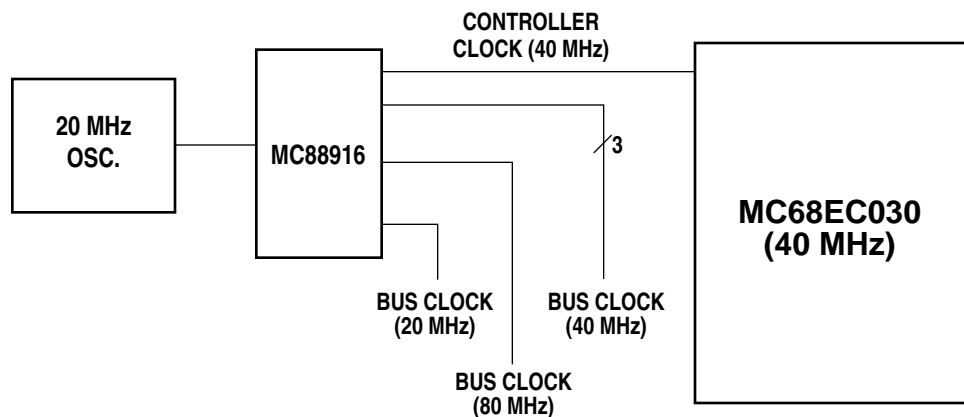 CONTROLLER
CLOCK (40 MHz)
20 MHz
OSC.
MC88916
3
MC68EC030
(40 MHz)
BUS CLOCK
(20 MHz)
BUS CLOCK
(40 MHz)
BUS CLOCK
(80 MHz)